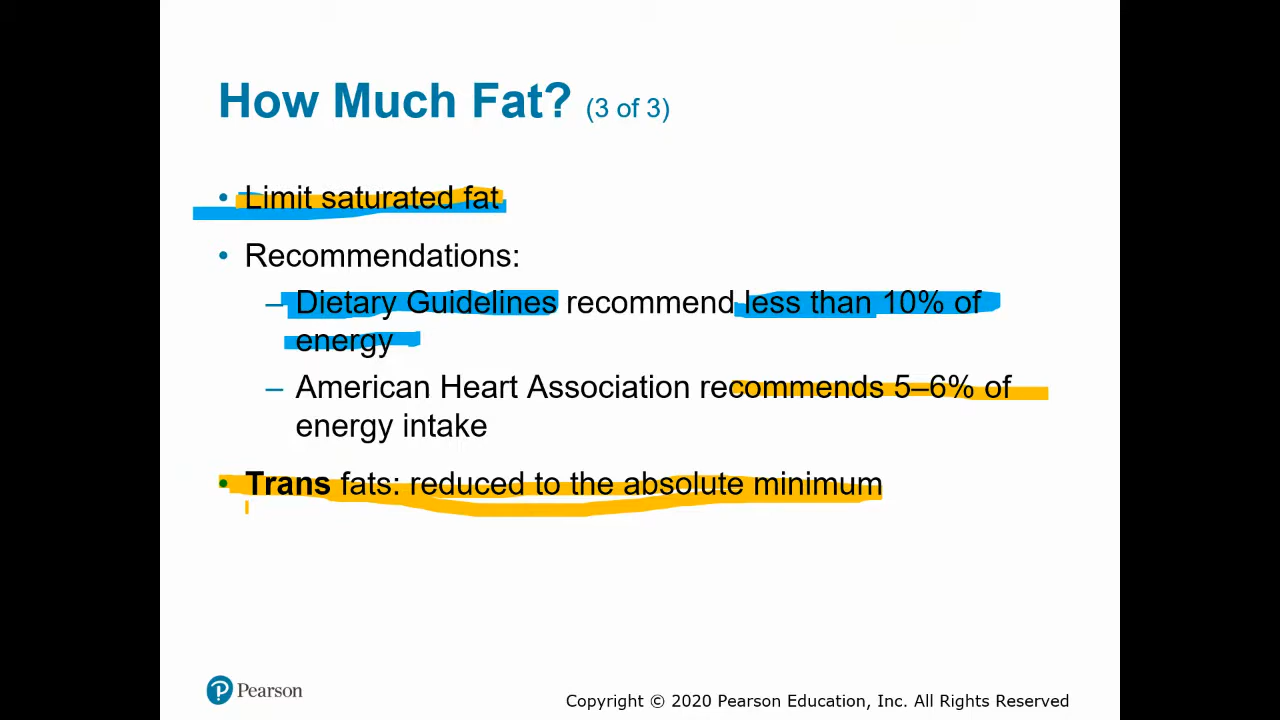 How Much Fat? (3 of 3)
• Limit saturated fat
• Recommendations:
– Dietary Guidelines recommend less than 10% of
energy
– American Heart Association recommends 5–6% of
energy intake
• Trans fats: reduced to the absolute minimum
Pearson
Copyright © 2020 Pearson Education, Inc. All Rights Reserved